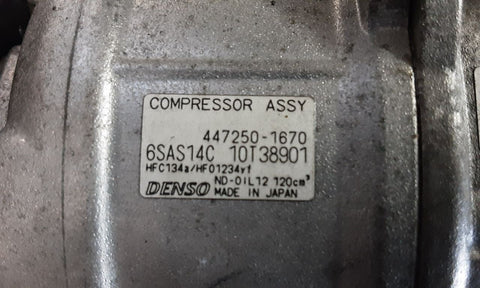 COMPRESSOR ASSY
447250-1670
6SAS14C 10T38901
HFC134a/HFO1234yf
ND-OIL12 120cm³
DENSO MADE IN JAPAN